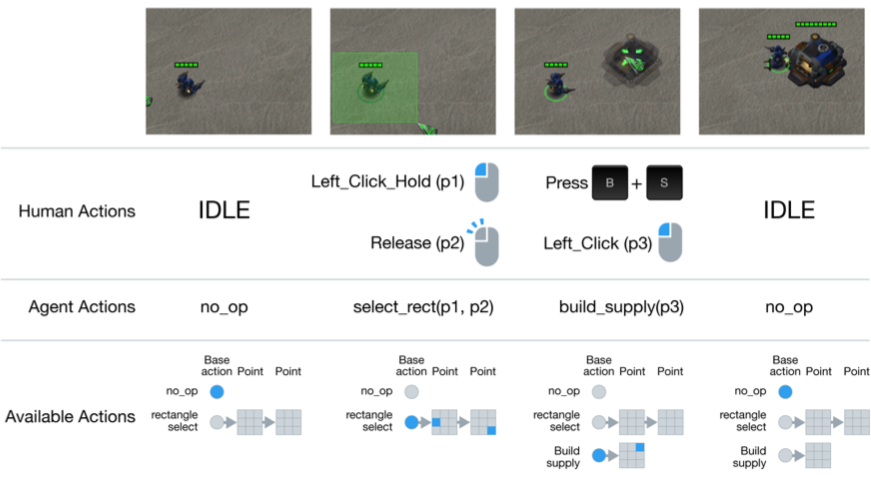 Human Actions
IDLE
Left_Click_Hold (p1)
Release (p2)
Press B + S
Left_Click (p3)
IDLE
Agent Actions
no_op
select_rect(p1, p2)
build_supply(p3)
no_op
Available Actions
Base
action Point Point
no_op
rectangle
select
Base
action Point Point
no_op
rectangle
select
Base
action Point Point
no_op
rectangle
select
Build
supply
Base
action Point Point
no_op
rectangle
select
Build
supply